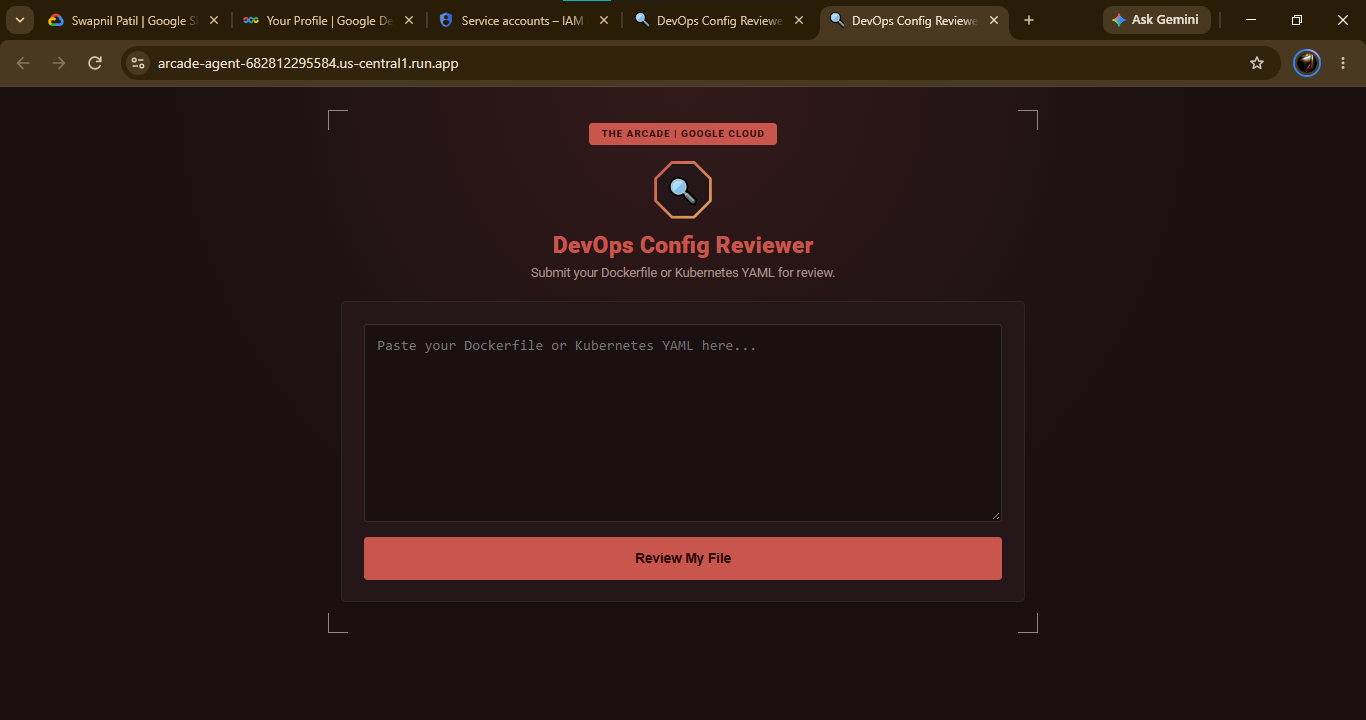 Swapnil Patil | Google S
Your Profile | Google De
Service accounts – IAM
DevOps Config Reviewe
DevOps Config Reviewe
Ask Gemini
arcade-agent-682812295584.us-central1.run.app
THE ARCADE | GOOGLE CLOUD
DevOps Config Reviewer
Submit your Dockerfile or Kubernetes YAML for review.
Paste your Dockerfile or Kubernetes YAML here...
Review My File